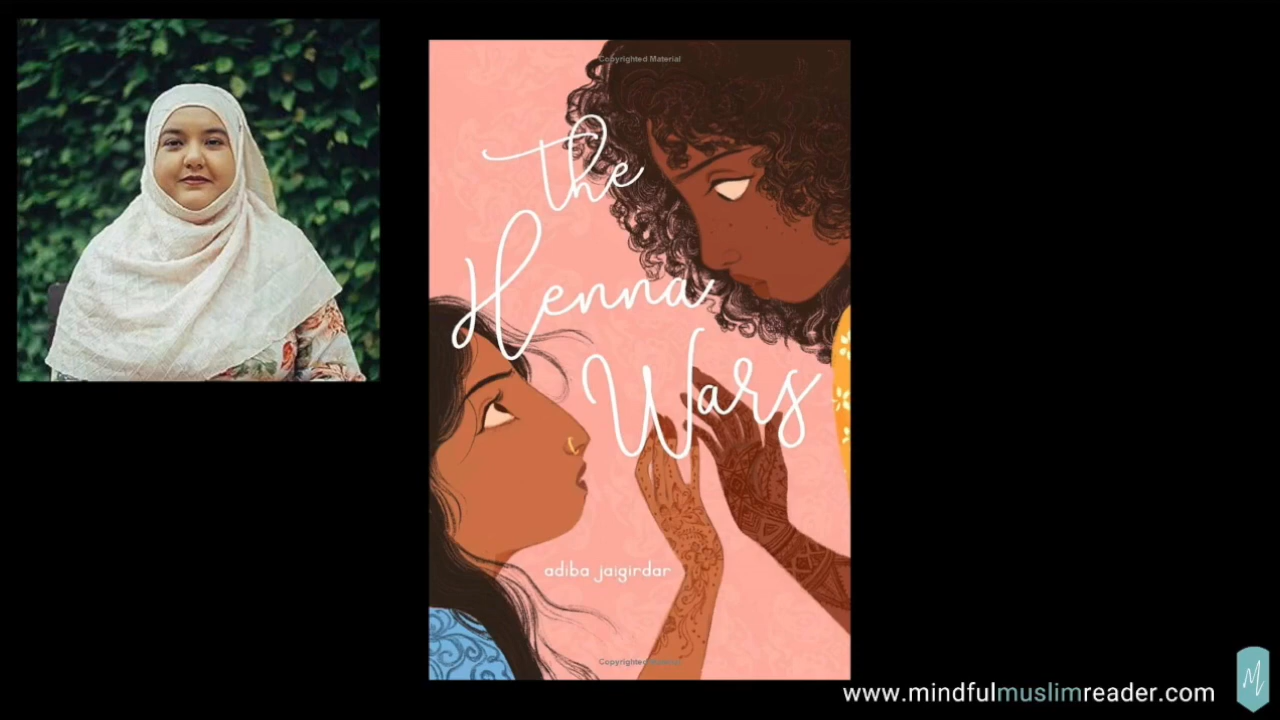 Copyrighted Material
the
Henna
Wars
adiba jaigirdar
Copyrighted Material
www.mindfulmuslimreader.com
M